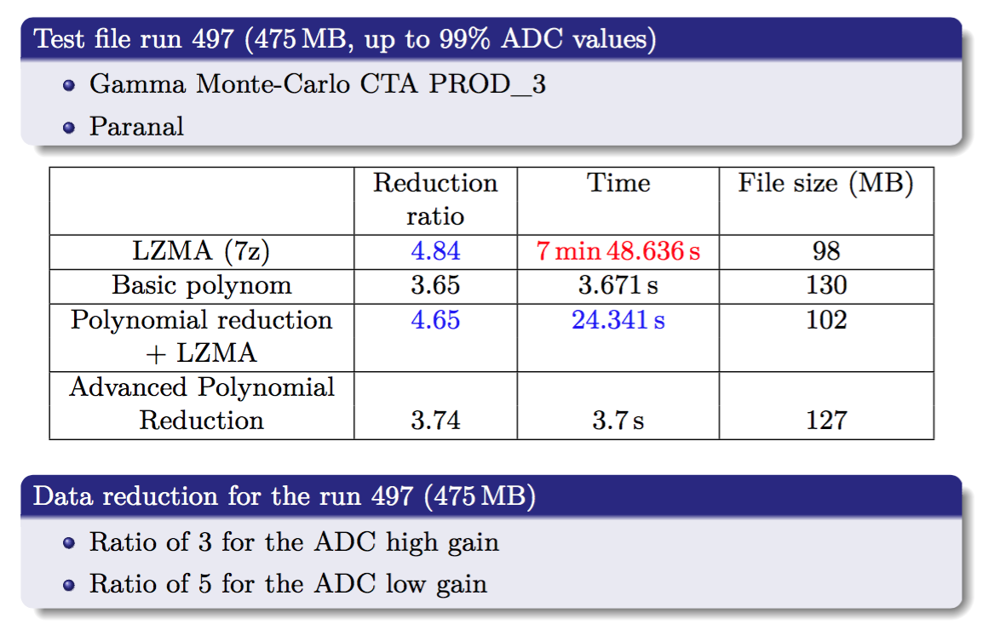 Test file run 497 (475 MB, up to 99% ADC values)
Gamma Monte-Carlo CTA PROD_3
Paranal
Reduction ratio Time File size (MB)
LZMA (7z) 4.84 7 min 48.636 s 98
Basic polynom 3.65 3.671 s 130
Polynomial reduction 4.65 24.341 s 102
+ LZMA
Advanced Polynomial
Reduction 3.74 3.7 s 127
Data reduction for the run 497 (475 MB)
Ratio of 3 for the ADC high gain
Ratio of 5 for the ADC low gain